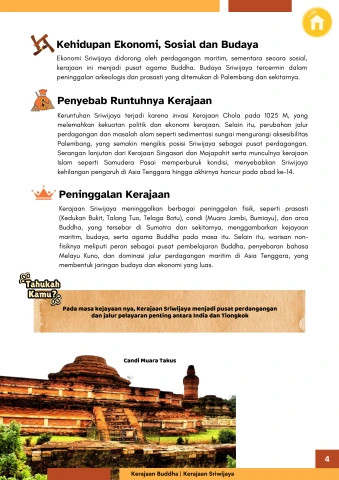 Kehidupan Ekonomi, Sosial dan Budaya
Ekonomi Sriwijaya didorong oleh perdagangan maritim, sementara secara sosial,
kerajaan ini menjadi pusat agama Buddha. Budaya Sriwijaya tercermin dalam
peninggalan arkeologis dan prasasti yang ditemukan di Palembang dan sekitarnya.
Penyebab Runtuhnya Kerajaan
Keruntuhan Sriwijaya terjadi karena invasi Kerajaan Chola pada 1025 M, yang
melemahkan kekuatan politik dan ekonomi kerajaan. Selain itu, perubahan jalur
perdagangan dan masalah alam seperti sedimentasi sungai mengurangi aksesibilitas
Palembang, yang semakin mengikis posisi Sriwijaya sebagai pusat perdagangan.
Serangan lanjutan dari Kerajaan Singasari dan Majapahit serta munculnya kerajaan
Islam seperti Samudera Pasai memperburuk kondisi, menyebabkan Sriwijaya
kehilangan pengaruh di Asia Tenggara hingga akhirnya hancur pada abad ke-14.
Peninggalan Kerajaan
Kerajaan Sriwijaya meninggalkan berbagai peninggalan fisik, seperti prasasti
(Kedukan Bukit, Talang Tuo, Telaga Batu), candi (Muaro Jambi, Bumiayu), dan arca
Buddha, yang tersebar di Sumatra dan sekitarnya, menggambarkan kejayaan
maritim, budaya, serta agama Buddha pada masa itu. Selain itu, warisan non-
fisiknya meliputi peran sebagai pusat pembelajaran Buddha, penyebaran bahasa
Melayu Kuno, dan dominasi jalur perdagangan maritim di Asia Tenggara, yang
membentuk jaringan budaya dan ekonomi yang luas.
Tahukah
Kamu?
Pada masa kejayaan nya, Kerajaan Sriwijaya menjadi pusat perdangangan
dan jalur pelayaran penting antara India dan Tiongkok
Candi Muara Takus
4
Kerajaan Buddha | Kerajaan Sriwijaya